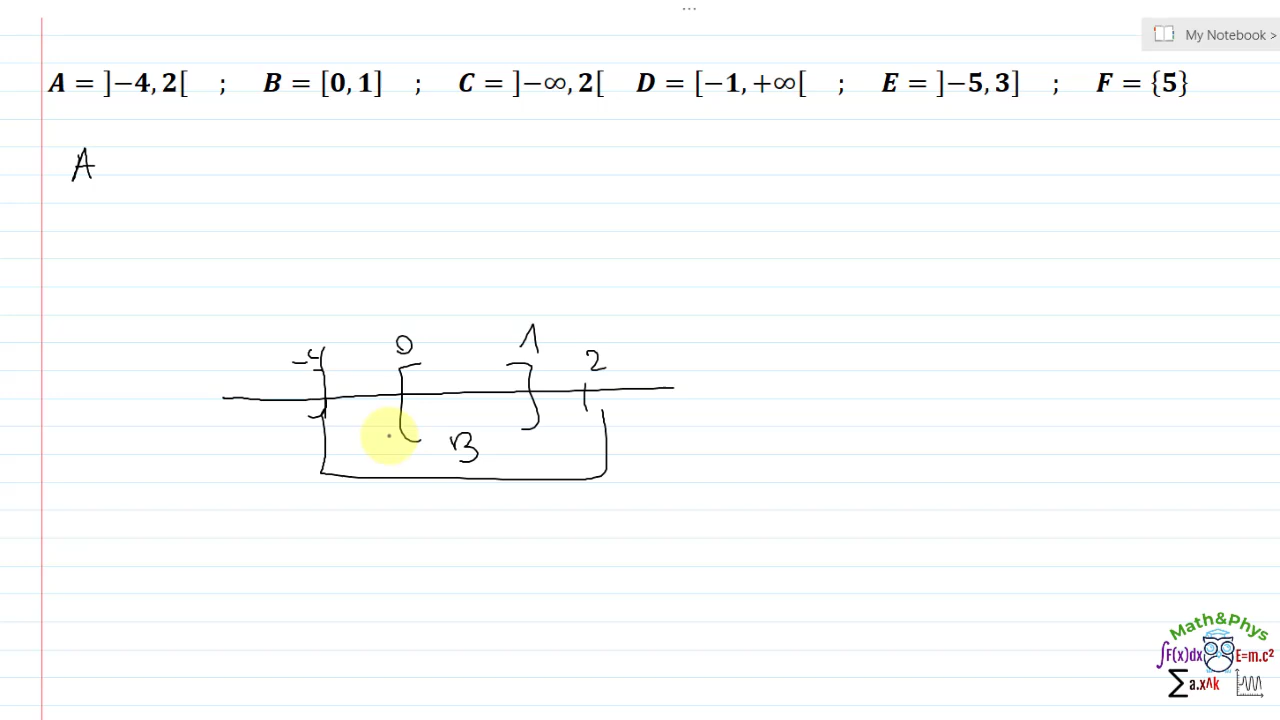 ...
My Notebook >
A = ]−4,2[ ; B = [0,1] ; C = ]−∞,2[ D = [−1,+∞[ ; E = ]−5,3] ; F = {5}
A
−4 [ 0 ] 1 2
B
Math&Phys
∫F(x)dx E=m.c²
∑ a.x^k